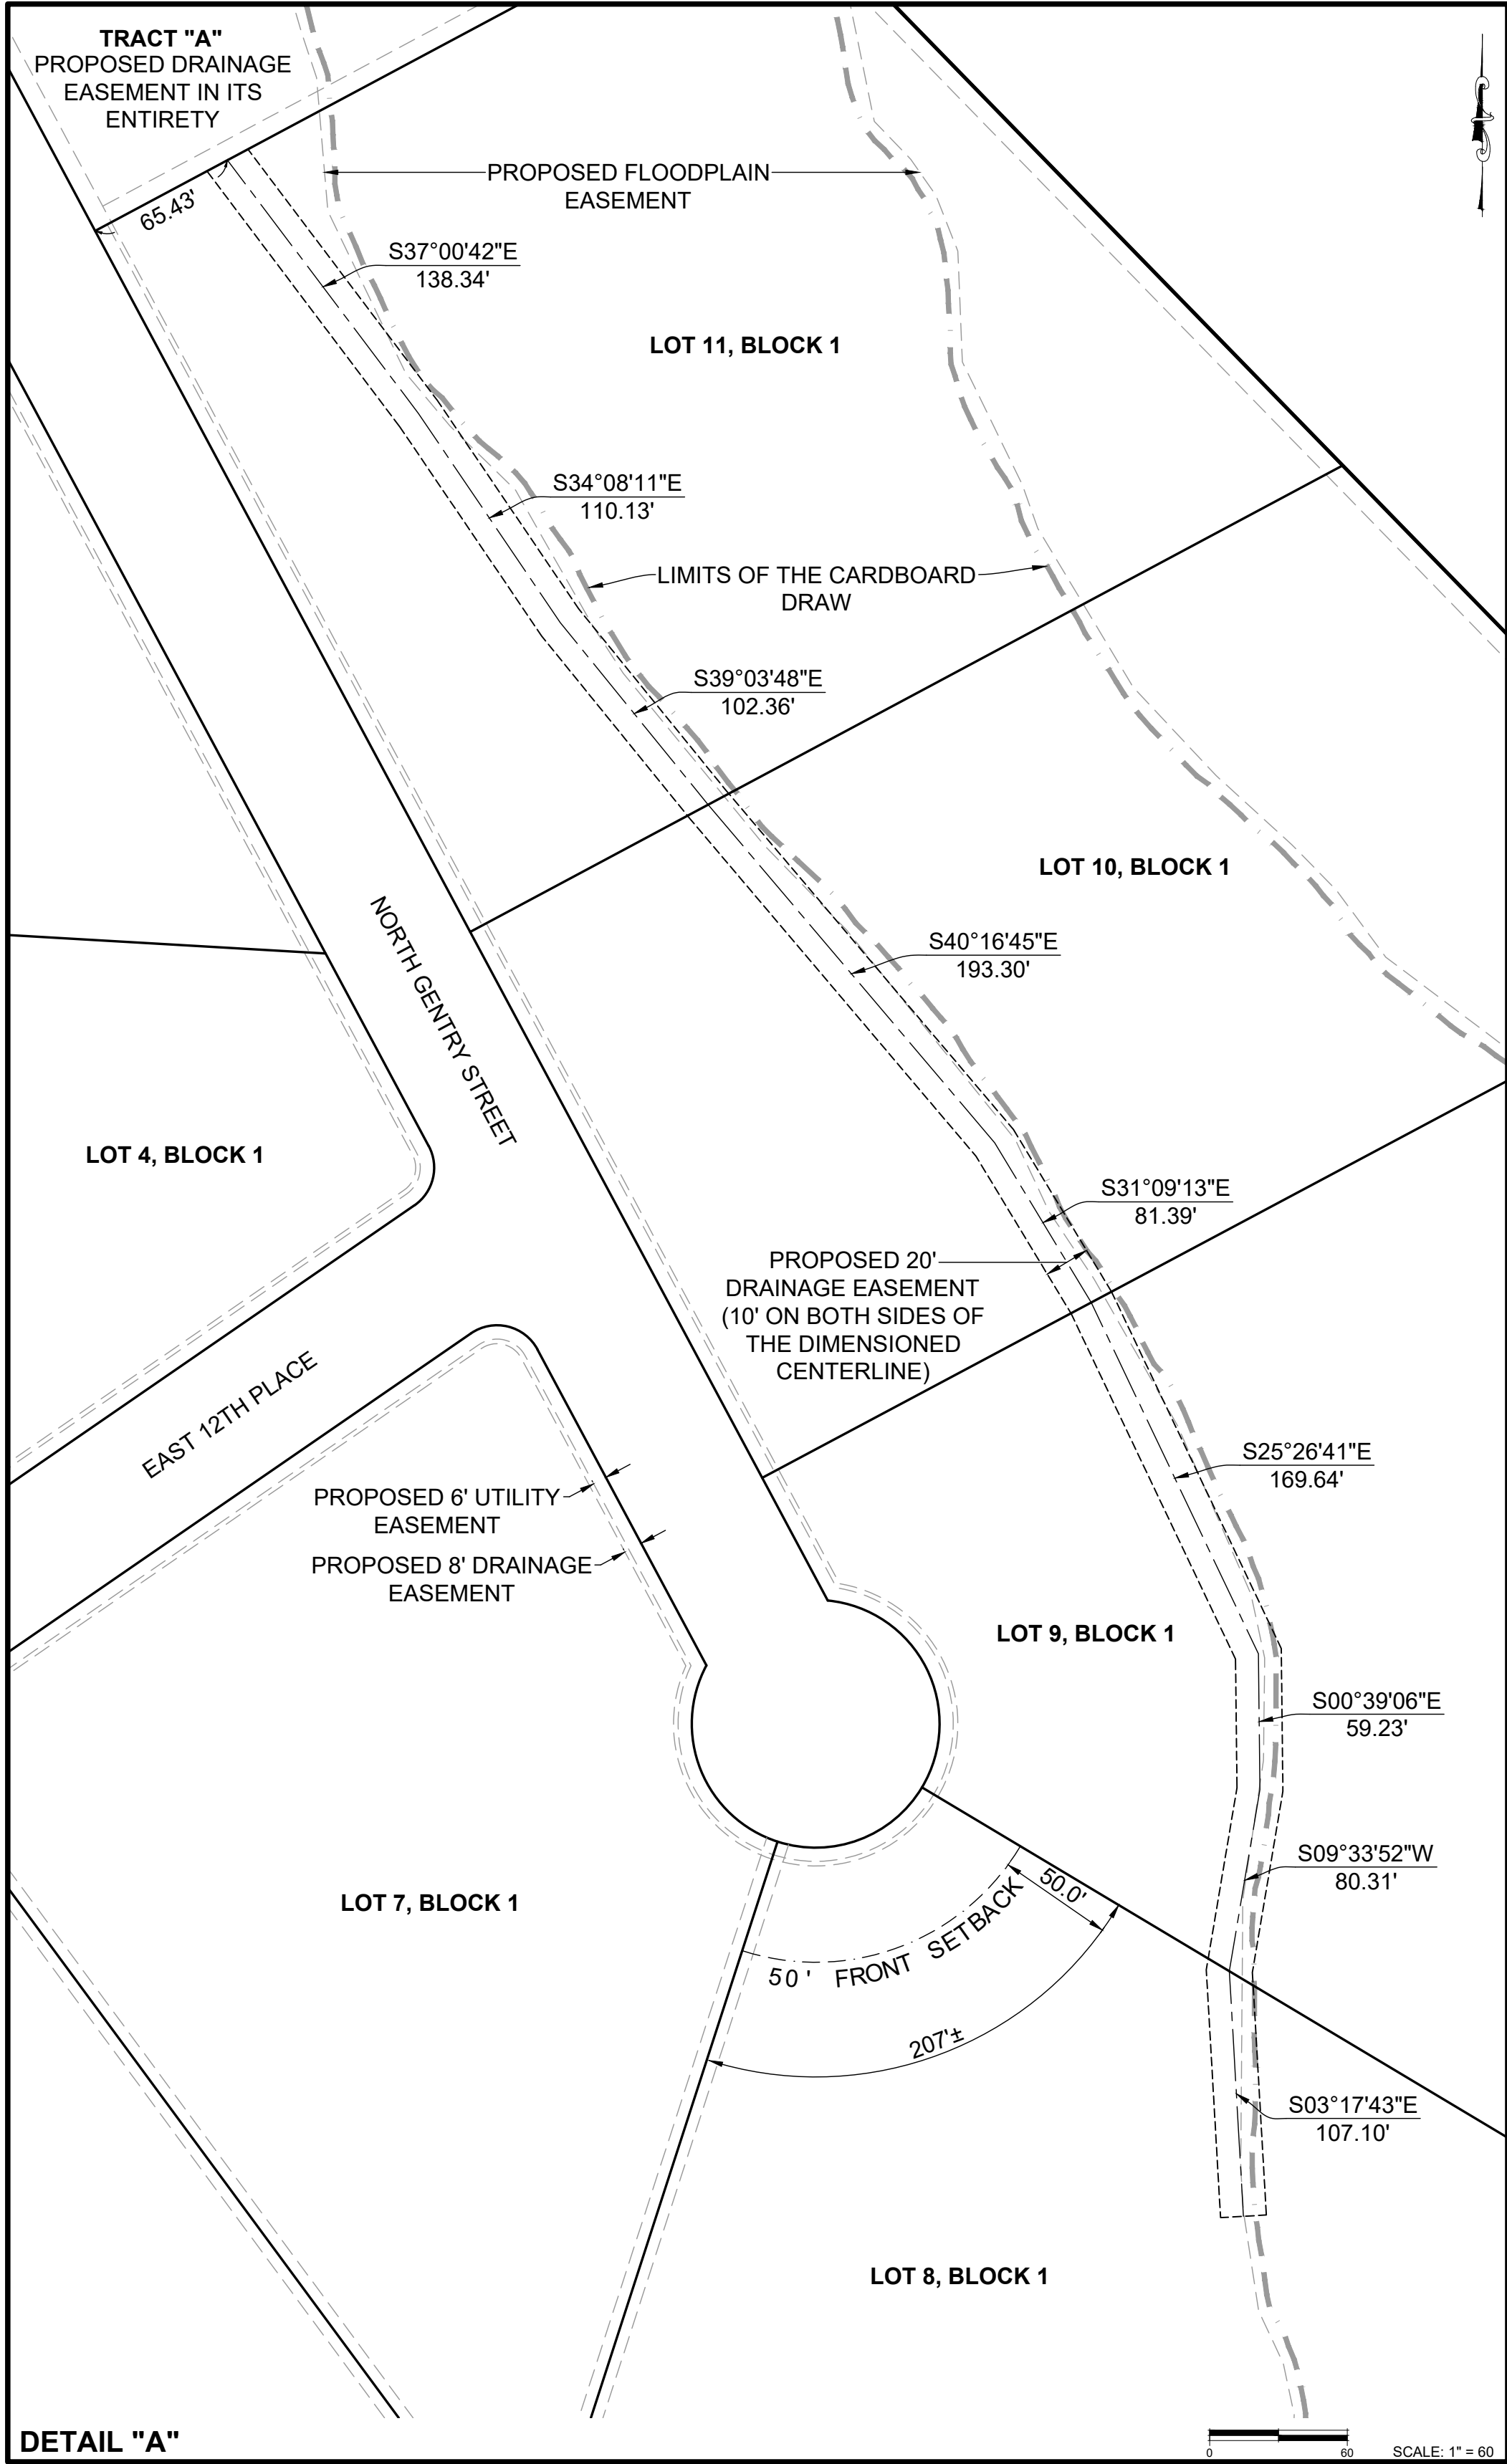 TRACT "A"
PROPOSED DRAINAGE
EASEMENT IN ITS
ENTIRETY
65.43'
PROPOSED FLOODPLAIN
EASEMENT
S37°00'42"E
138.34'
LOT 11, BLOCK 1
S34°08'11"E
110.13'
LIMITS OF THE CARDBOARD
DRAW
S39°03'48"E
102.36'
LOT 10, BLOCK 1
NORTH GENTRY STREET
S40°16'45"E
193.30'
LOT 4, BLOCK 1
S31°09'13"E
81.39'
PROPOSED 20'
DRAINAGE EASEMENT
(10' ON BOTH SIDES OF
THE DIMENSIONED
CENTERLINE)
EAST 12TH PLACE
S25°26'41"E
169.64'
PROPOSED 6' UTILITY
EASEMENT
PROPOSED 8' DRAINAGE
EASEMENT
LOT 9, BLOCK 1
S00°39'06"E
59.23'
S09°33'52"W
80.31'
LOT 7, BLOCK 1
50.0'
50' FRONT SETBACK
207'±
S03°17'43"E
107.10'
LOT 8, BLOCK 1
DETAIL "A"
0 60
SCALE: 1" = 60